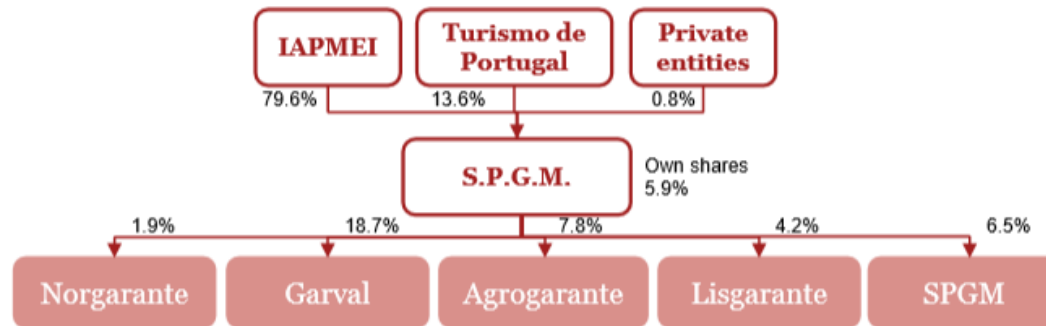 IAPMEI
Turismo de
Portugal
Private
entities
79.6%
13.6%
0.8%
S.P.G.M.
Own shares
5.9%
1.9%
18.7%
7.8%
4.2%
6.5%
Norgarante
Garval
Agrogarante
Lisgarante
SPGM